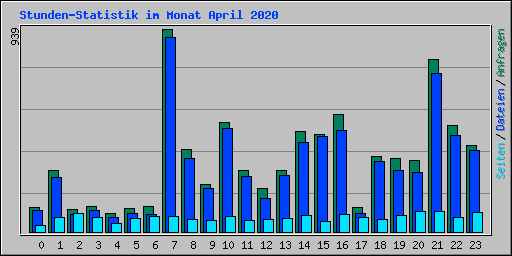 Stunden-Statistik im Monat April 2020
939
Seiten / Dateien / Anfragen
0 1 2 3 4 5 6 7 8 9 10 11 12 13 14 15 16 17 18 19 20 21 22 23